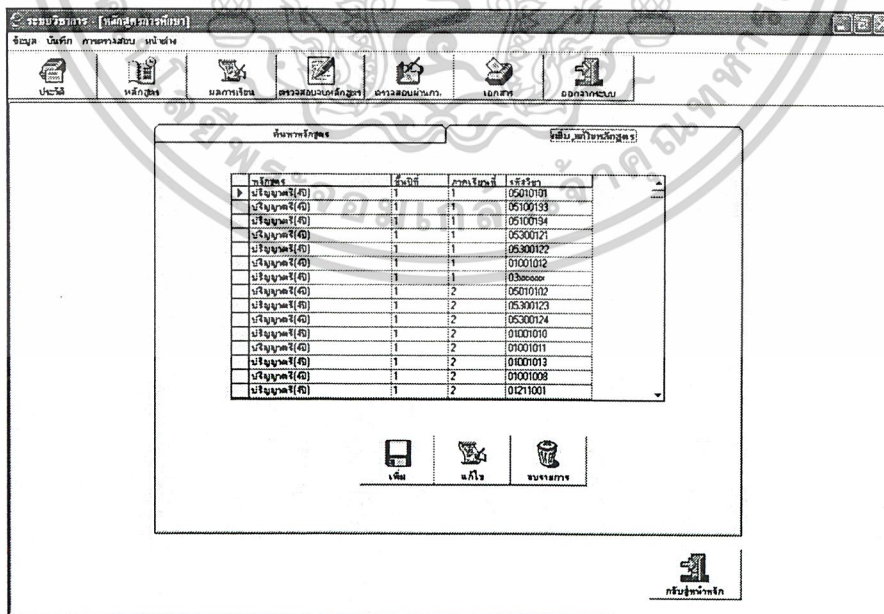 ระบบวิชาการ - [หลักสูตรการศึกษา]
ข้อมูล บันทึก การตรวจสอบ หน้าต่าง
ประวัติ หลักสูตร ผลการเรียน ตรวจสอบจบหลักสูตร ตรวจสอบผ่านกว. เอกสาร ออกจากระบบ
ค้นหาหลักสูตร เพิ่ม,แก้ไขหลักสูตร
หลักสูตร ชั้นปีที่ ภาคเรียนที่ รหัสวิชา
ปริญญาตรี(4ปี) 1 1 05010101
ปริญญาตรี(4ปี) 1 1 05100193
ปริญญาตรี(4ปี) 1 1 05100194
ปริญญาตรี(4ปี) 1 1 05300121
ปริญญาตรี(4ปี) 1 1 05300122
ปริญญาตรี(4ปี) 1 1 01001012
ปริญญาตรี(4ปี) 1 1 03xxxxxx
ปริญญาตรี(4ปี) 1 2 05010102
ปริญญาตรี(4ปี) 1 2 05300123
ปริญญาตรี(4ปี) 1 2 05300124
ปริญญาตรี(4ปี) 1 2 01001010
ปริญญาตรี(4ปี) 1 2 01001011
ปริญญาตรี(4ปี) 1 2 01001013
ปริญญาตรี(4ปี) 1 2 01001008
ปริญญาตรี(4ปี) 1 2 01211001
เพิ่ม แก้ไข ลบรายการ
กลับสู่หน้าหลัก